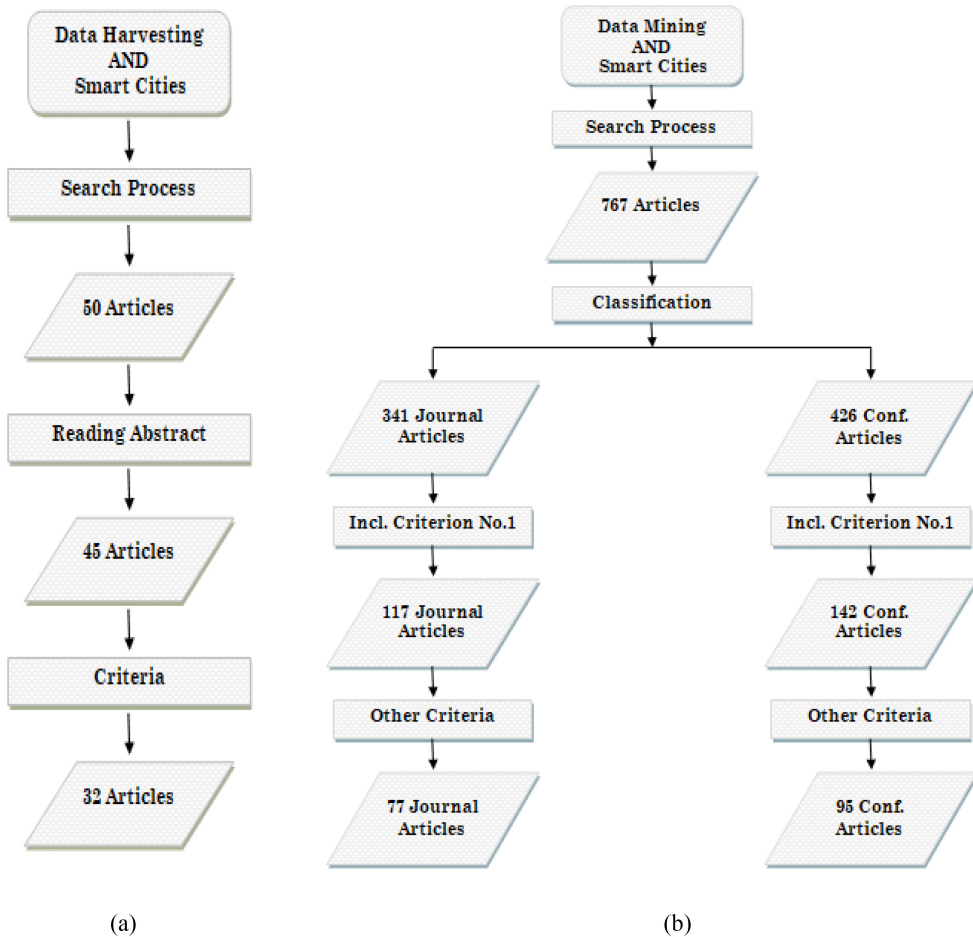 Data Harvesting
AND
Smart Cities
Search Process
50 Articles
Reading Abstract
45 Articles
Criteria
32 Articles
(a)
Data Mining
AND
Smart Cities
Search Process
767 Articles
Classification
341 Journal
Articles
Incl. Criterion No.1
117 Journal
Articles
Other Criteria
77 Journal
Articles
426 Conf.
Articles
Incl. Criterion No.1
142 Conf.
Articles
Other Criteria
95 Conf.
Articles
(b)